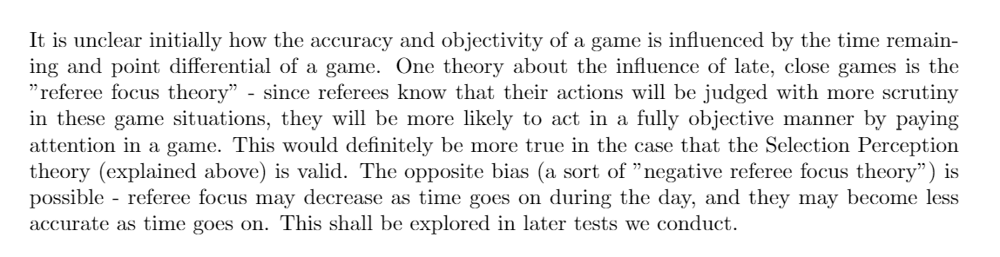 It is unclear initially how the accuracy and objectivity of a game is influenced by the time remain-
ing and point differential of a game. One theory about the influence of late, close games is the
”referee focus theory” - since referees know that their actions will be judged with more scrutiny
in these game situations, they will be more likely to act in a fully objective manner by paying
attention in a game. This would definitely be more true in the case that the Selection Perception
theory (explained above) is valid. The opposite bias (a sort of ”negative referee focus theory”) is
possible - referee focus may decrease as time goes on during the day, and they may become less
accurate as time goes on. This shall be explored in later tests we conduct.